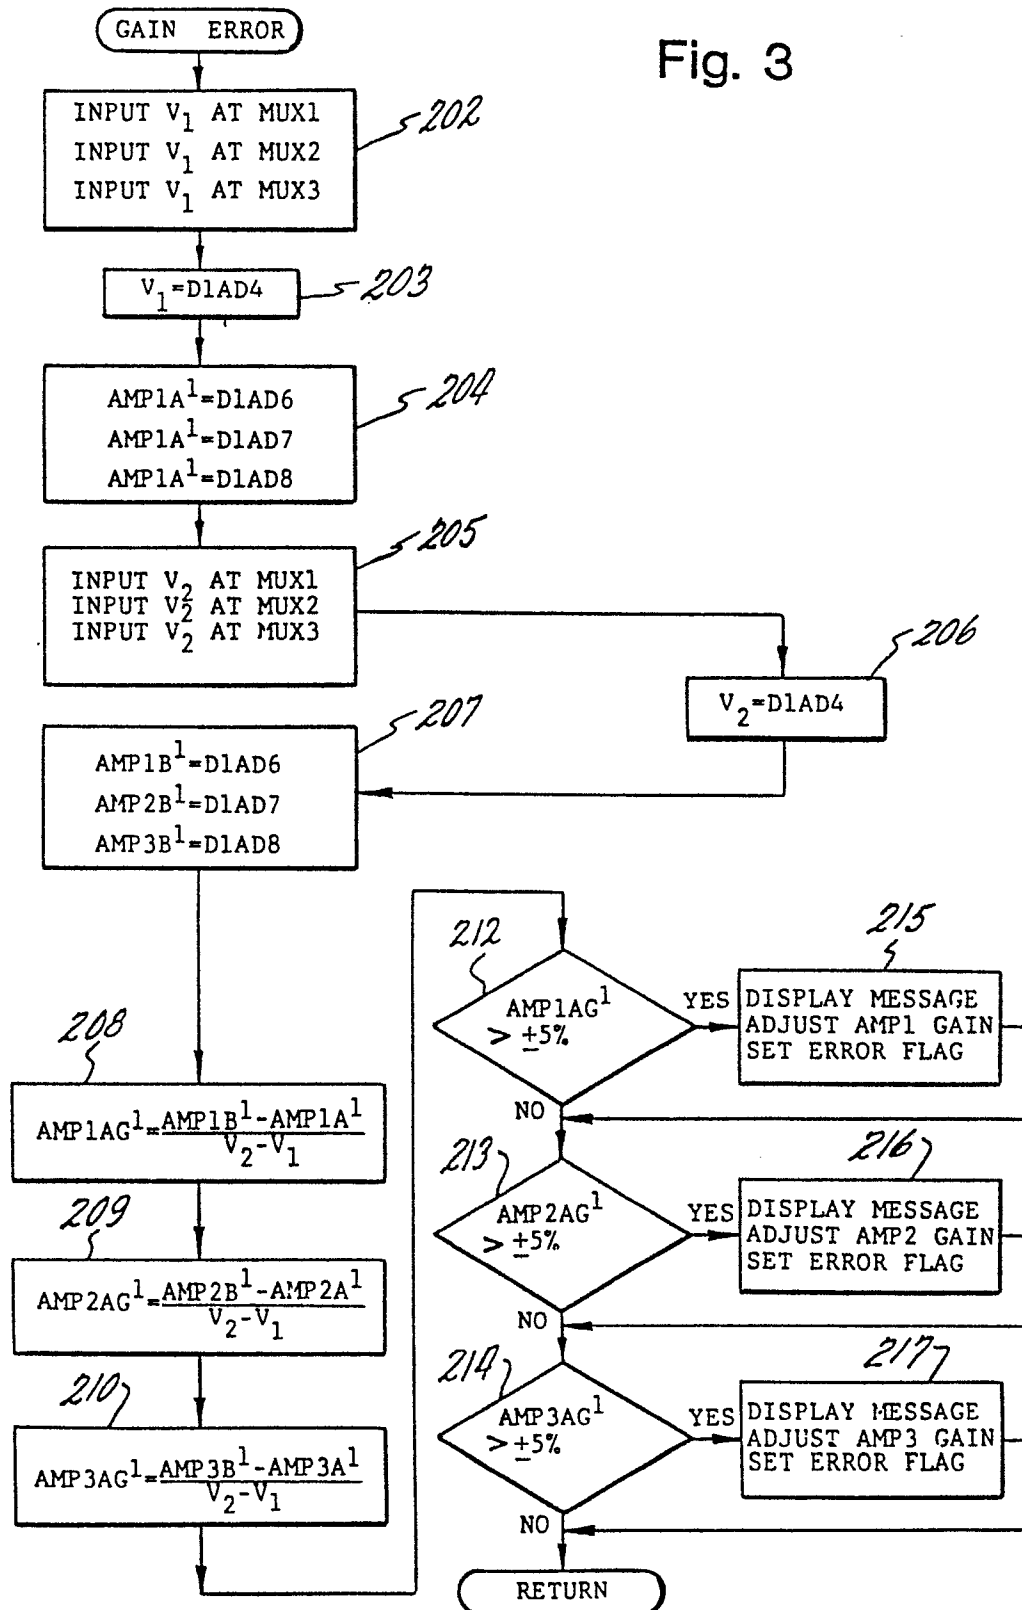 GAIN ERROR
Fig. 3
INPUT V1 AT MUX1
INPUT V1 AT MUX2
INPUT V1 AT MUX3
202
V1=D1AD4
203
AMP1A¹=D1AD6
AMP1A¹=D1AD7
AMP1A¹=D1AD8
204
INPUT V2 AT MUX1
INPUT V2 AT MUX2
INPUT V2 AT MUX3
205
V2=D1AD4
206
AMP1B¹=D1AD6
AMP2B¹=D1AD7
AMP3B¹=D1AD8
207
208
AMP1AG¹=AMP1B¹-AMP1A¹
V2-V1
209
AMP2AG¹=AMP2B¹-AMP2A¹
V2-V1
210
AMP3AG¹=AMP3B¹-AMP3A¹
V2-V1
212
AMP1AG¹
> ±5%
YES
215
DISPLAY MESSAGE
ADJUST AMP1 GAIN
SET ERROR FLAG
NO
213
AMP2AG¹
> ±5%
YES
216
DISPLAY MESSAGE
ADJUST AMP2 GAIN
SET ERROR FLAG
NO
214
AMP3AG¹
> ±5%
YES
217
DISPLAY MESSAGE
ADJUST AMP3 GAIN
SET ERROR FLAG
NO
RETURN